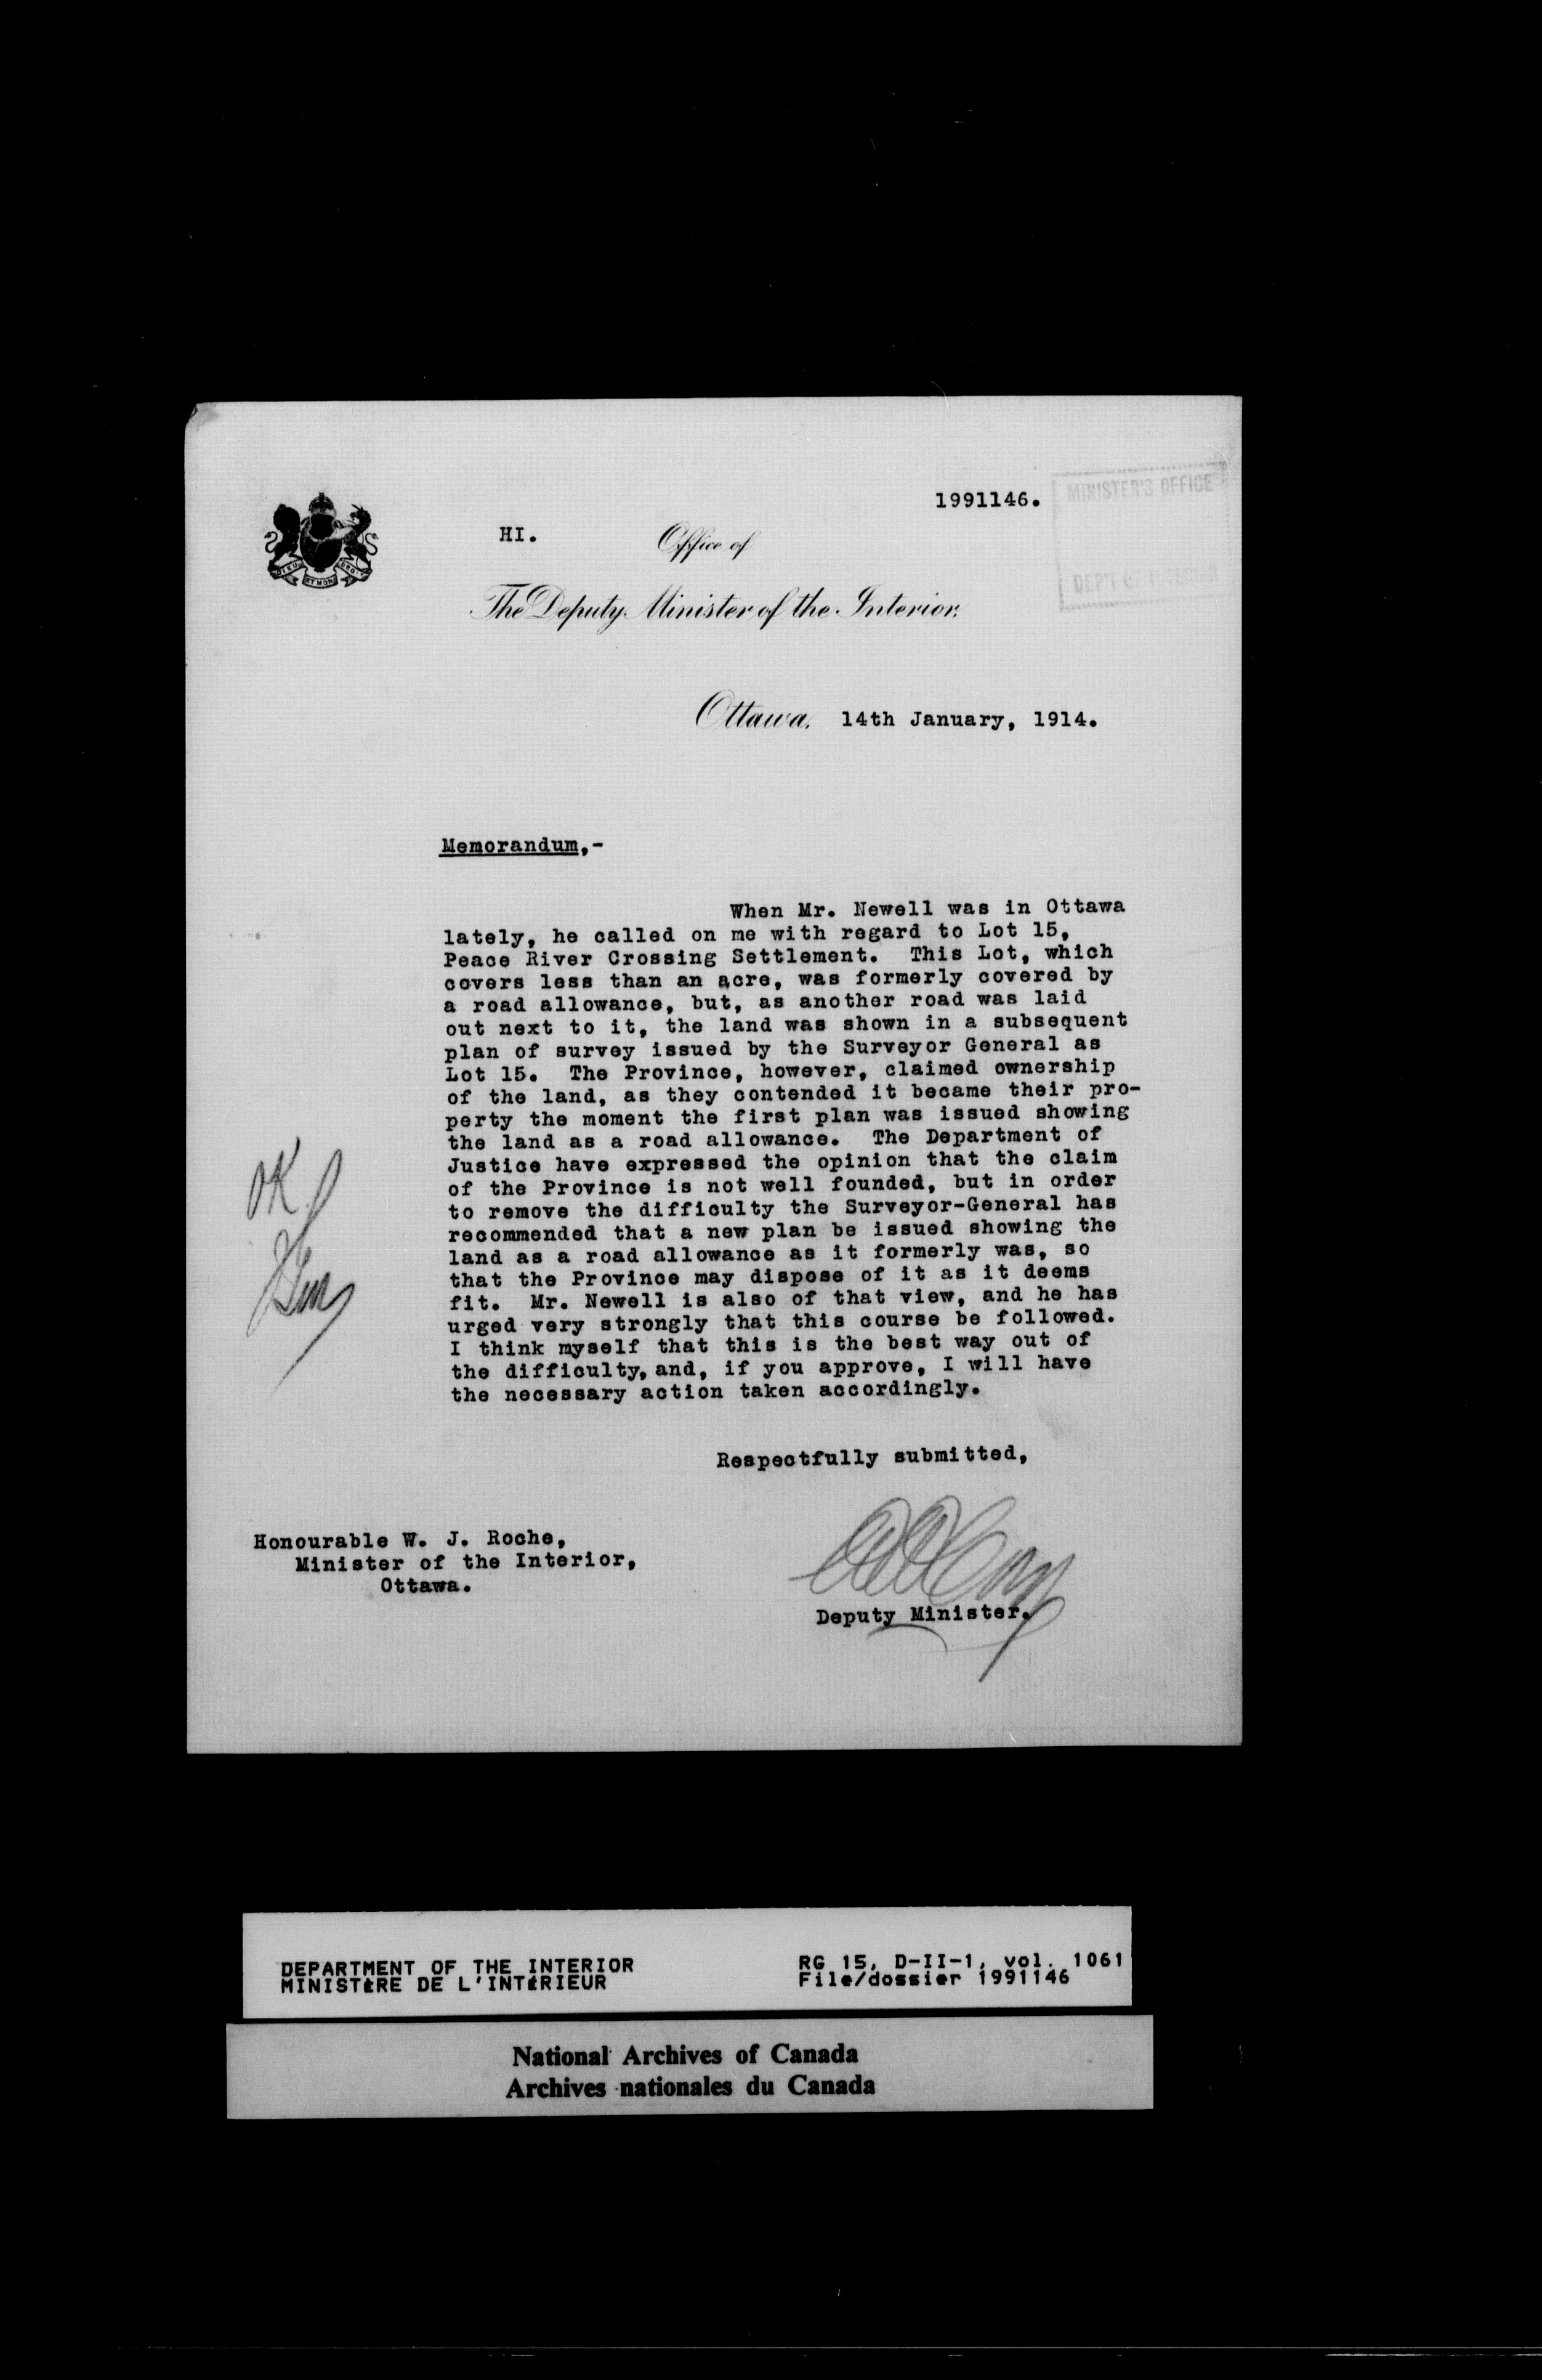 1991146.
MINISTER'S OFFICE
HI.
Office of
DIEU ET MON DROIT
DEP'T OF INTERIOR
The Deputy Minister of the Interior.
Ottawa, 14th January, 1914.
Memorandum,-
When Mr. Newell was in Ottawa
lately, he called on me with regard to Lot 15,
Peace River Crossing Settlement. This Lot, which
covers less than an acre, was formerly covered by
a road allowance, but, as another road was laid
out next to it, the land was shown in a subsequent
plan of survey issued by the Surveyor General as
Lot 15. The Province, however, claimed ownership
of the land, as they contended it became their pro-
perty the moment the first plan was issued showing
the land as a road allowance. The Department of
Justice have expressed the opinion that the claim
of the Province is not well founded, but in order
to remove the difficulty the Surveyor-General has
recommended that a new plan be issued showing the
land as a road allowance as it formerly was, so
that the Province may dispose of it as it deems
fit. Mr. Newell is also of that view, and he has
urged very strongly that this course be followed.
I think myself that this is the best way out of
the difficulty, and, if you approve, I will have
the necessary action taken accordingly.
OK
Respectfully submitted,
Honourable W. J. Roche,
Minister of the Interior,
Ottawa.
Deputy Minister.
DEPARTMENT OF THE INTERIOR
MINISTÈRE DE L'INTÉRIEUR
RG 15, D-II-1, vol. 1061
File/dossier 1991146
National Archives of Canada
Archives nationales du Canada